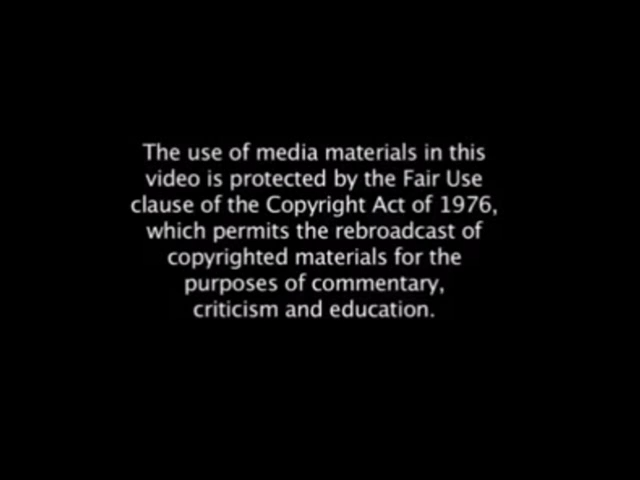 The use of media materials in this
video is protected by the Fair Use
clause of the Copyright Act of 1976,
which permits the rebroadcast of
copyrighted materials for the
purposes of commentary,
criticism and education.